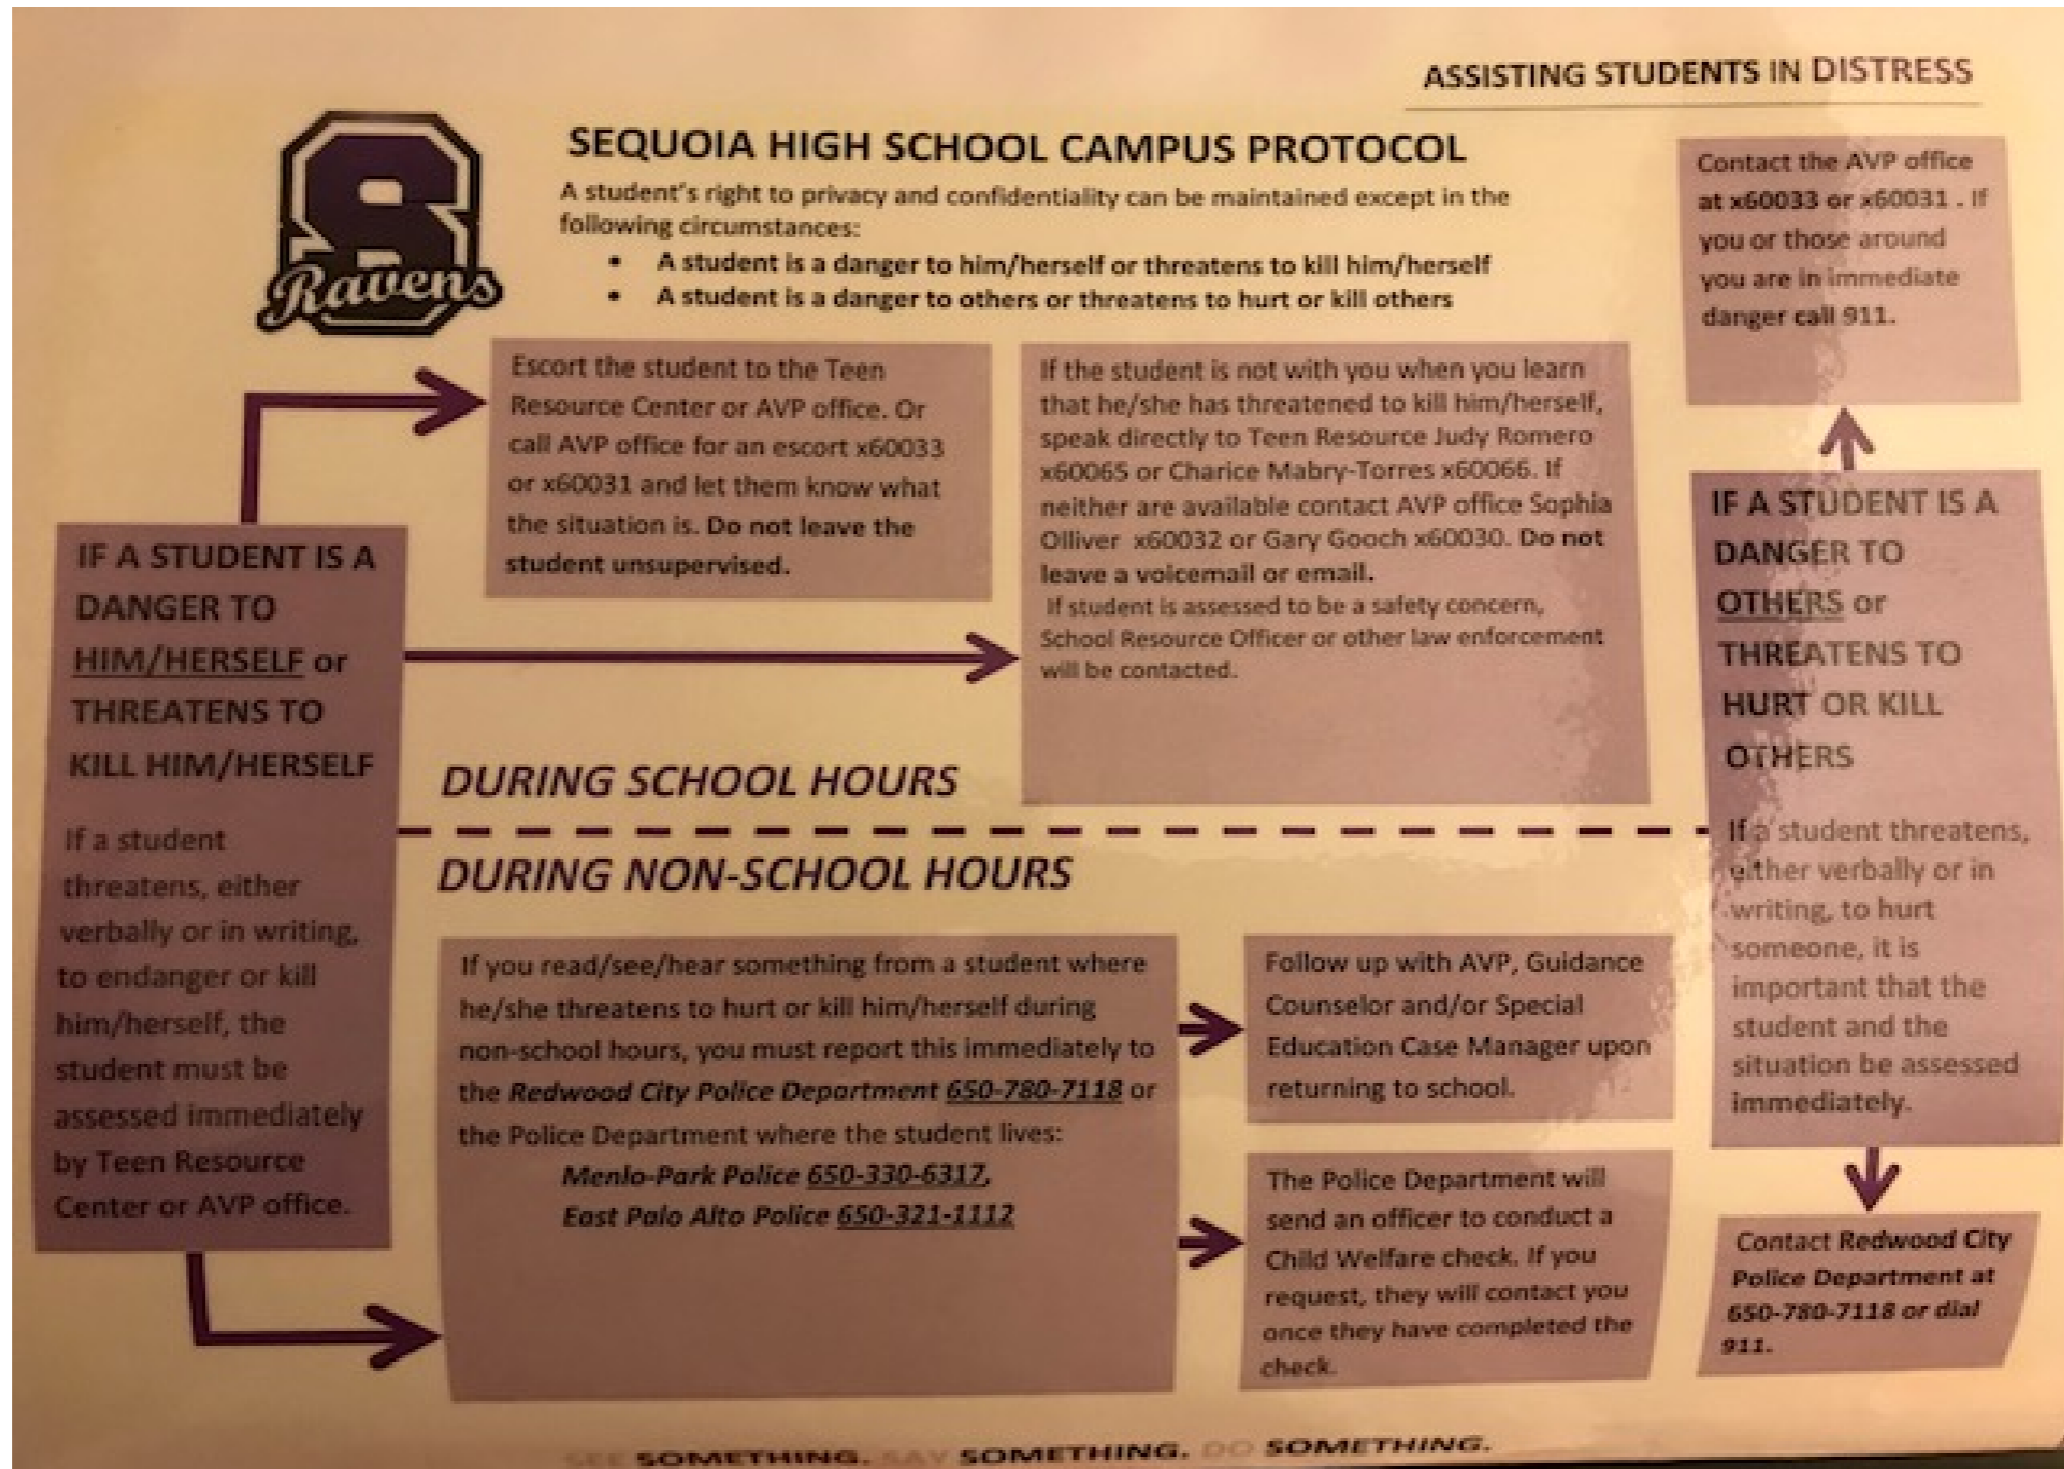 ASSISTING STUDENTS IN DISTRESS
S
Ravens
SEQUOIA HIGH SCHOOL CAMPUS PROTOCOL
A student's right to privacy and confidentiality can be maintained except in the
following circumstances:
• A student is a danger to him/herself or threatens to kill him/herself
• A student is a danger to others or threatens to hurt or kill others
Contact the AVP office
at x60033 or x60031 . If
you or those around
you are in immediate
danger call 911.
Escort the student to the Teen
Resource Center or AVP office. Or
call AVP office for an escort x60033
or x60031 and let them know what
the situation is. Do not leave the
student unsupervised.
If the student is not with you when you learn
that he/she has threatened to kill him/herself,
speak directly to Teen Resource Judy Romero
x60065 or Charice Mabry-Torres x60066. If
neither are available contact AVP office Sophia
Olliver x60032 or Gary Gooch x60030. Do not
leave a voicemail or email.
If student is assessed to be a safety concern,
School Resource Officer or other law enforcement
will be contacted.
IF A STUDENT IS A
DANGER TO
HIM/HERSELF or
THREATENS TO
KILL HIM/HERSELF
If a student
threatens, either
verbally or in writing,
to endanger or kill
him/herself, the
student must be
assessed immediately
by Teen Resource
Center or AVP office.
IF A STUDENT IS A
DANGER TO
OTHERS or
THREATENS TO
HURT OR KILL
OTHERS
If a student threatens,
either verbally or in
writing, to hurt
someone, it is
important that the
student and the
situation be assessed
immediately.
DURING SCHOOL HOURS
DURING NON-SCHOOL HOURS
If you read/see/hear something from a student where
he/she threatens to hurt or kill him/herself during
non-school hours, you must report this immediately to
the Redwood City Police Department 650-780-7118 or
the Police Department where the student lives:
Menlo-Park Police 650-330-6317,
East Palo Alto Police 650-321-1112
Follow up with AVP, Guidance
Counselor and/or Special
Education Case Manager upon
returning to school.
The Police Department will
send an officer to conduct a
Child Welfare check. If you
request, they will contact you
once they have completed the
check.
Contact Redwood City
Police Department at
650-780-7118 or dial
911.
SEE SOMETHING. SAY SOMETHING. DO SOMETHING.